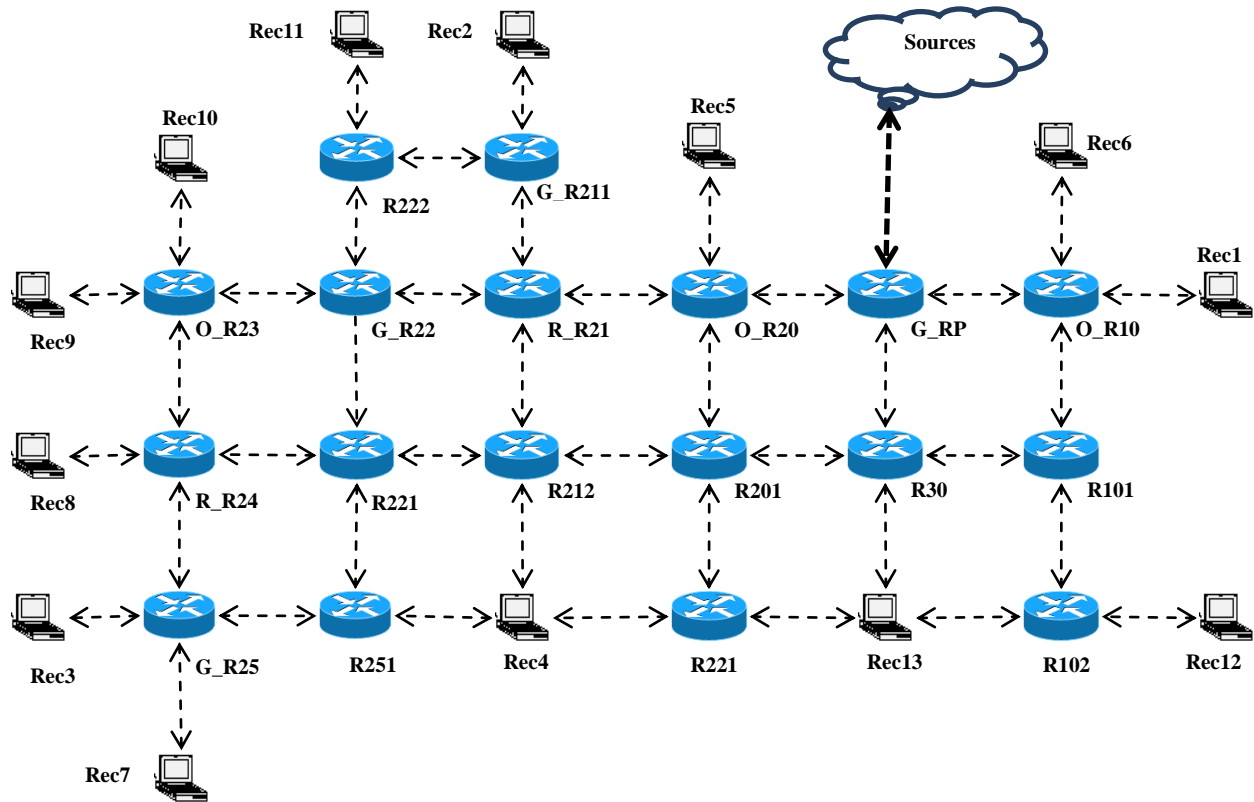 Rec11
Rec2
Sources
Rec10
Rec5
Rec6
R222
G_R211
Rec1
Rec9
O_R23
G_R22
R_R21
O_R20
G_RP
O_R10
Rec8
R_R24
R221
R212
R201
R30
R101
Rec3
G_R25
R251
Rec4
R221
Rec13
R102
Rec12
Rec7